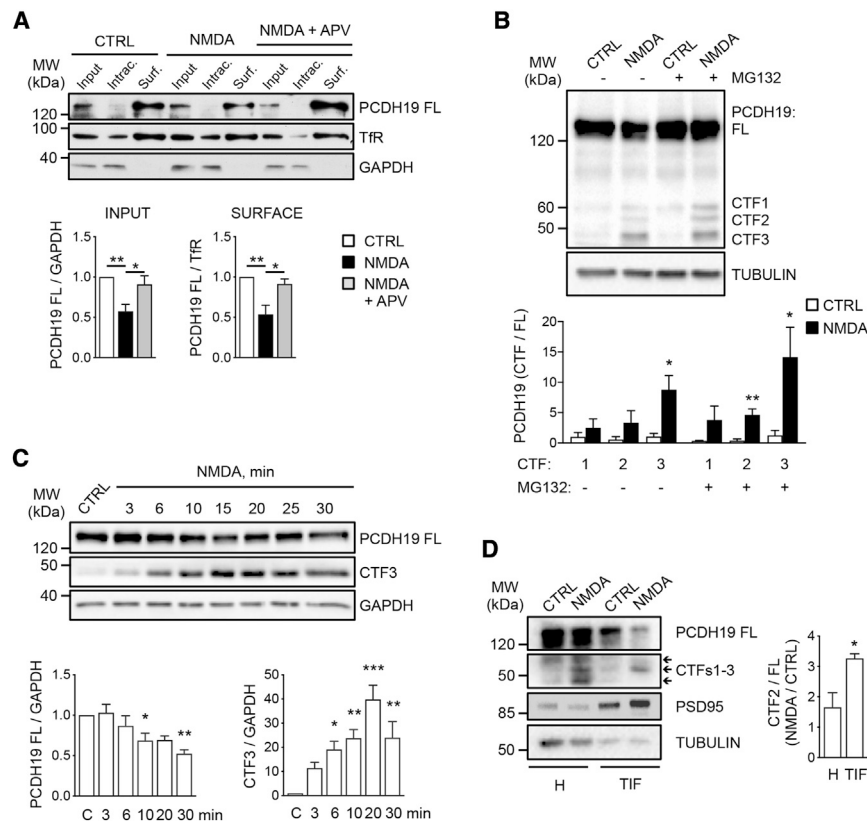 A
CTRL NMDA NMDA + APV
MW
(kDa)
Input Intrac. Surf. Input Intrac. Surf. Input Intrac. Surf.
120 PCDH19 FL
100 TfR
40 GAPDH
INPUT
PCDH19 FL / GAPDH
1.5
1.0
0.5
0.0
** *
SURFACE
PCDH19 FL / TfR
1.5
1.0
0.5
0.0
** *
CTRL
NMDA
NMDA
+ APV
B
MW
(kDa)
CTRL NMDA CTRL NMDA
- - + + MG132
PCDH19:
FL
120
60 CTF1
CTF2
50 CTF3
TUBULIN
CTRL
NMDA
PCDH19 (CTF / FL)
20
15
10
5
0
* ** *
CTF: 1 2 3 1 2 3
MG132: - - - + + +
C
NMDA, min
MW
(kDa)
CTRL 3 6 10 15 20 25 30
120 PCDH19 FL
50 CTF3
40 GAPDH
PCDH19 FL / GAPDH
1.5
1.0
0.5
0.0
* **
C 3 6 10 20 30 min
CTF3 / GAPDH
50
40
30
20
10
0
* ** *** **
C 3 6 10 20 30 min
D
MW
(kDa)
CTRL NMDA CTRL NMDA
120 PCDH19 FL
50 CTFs1-3
85 PSD95
50 TUBULIN
H TIF
CTF2 / FL
(NMDA / CTRL)
4
3
2
1
0
*
H TIF